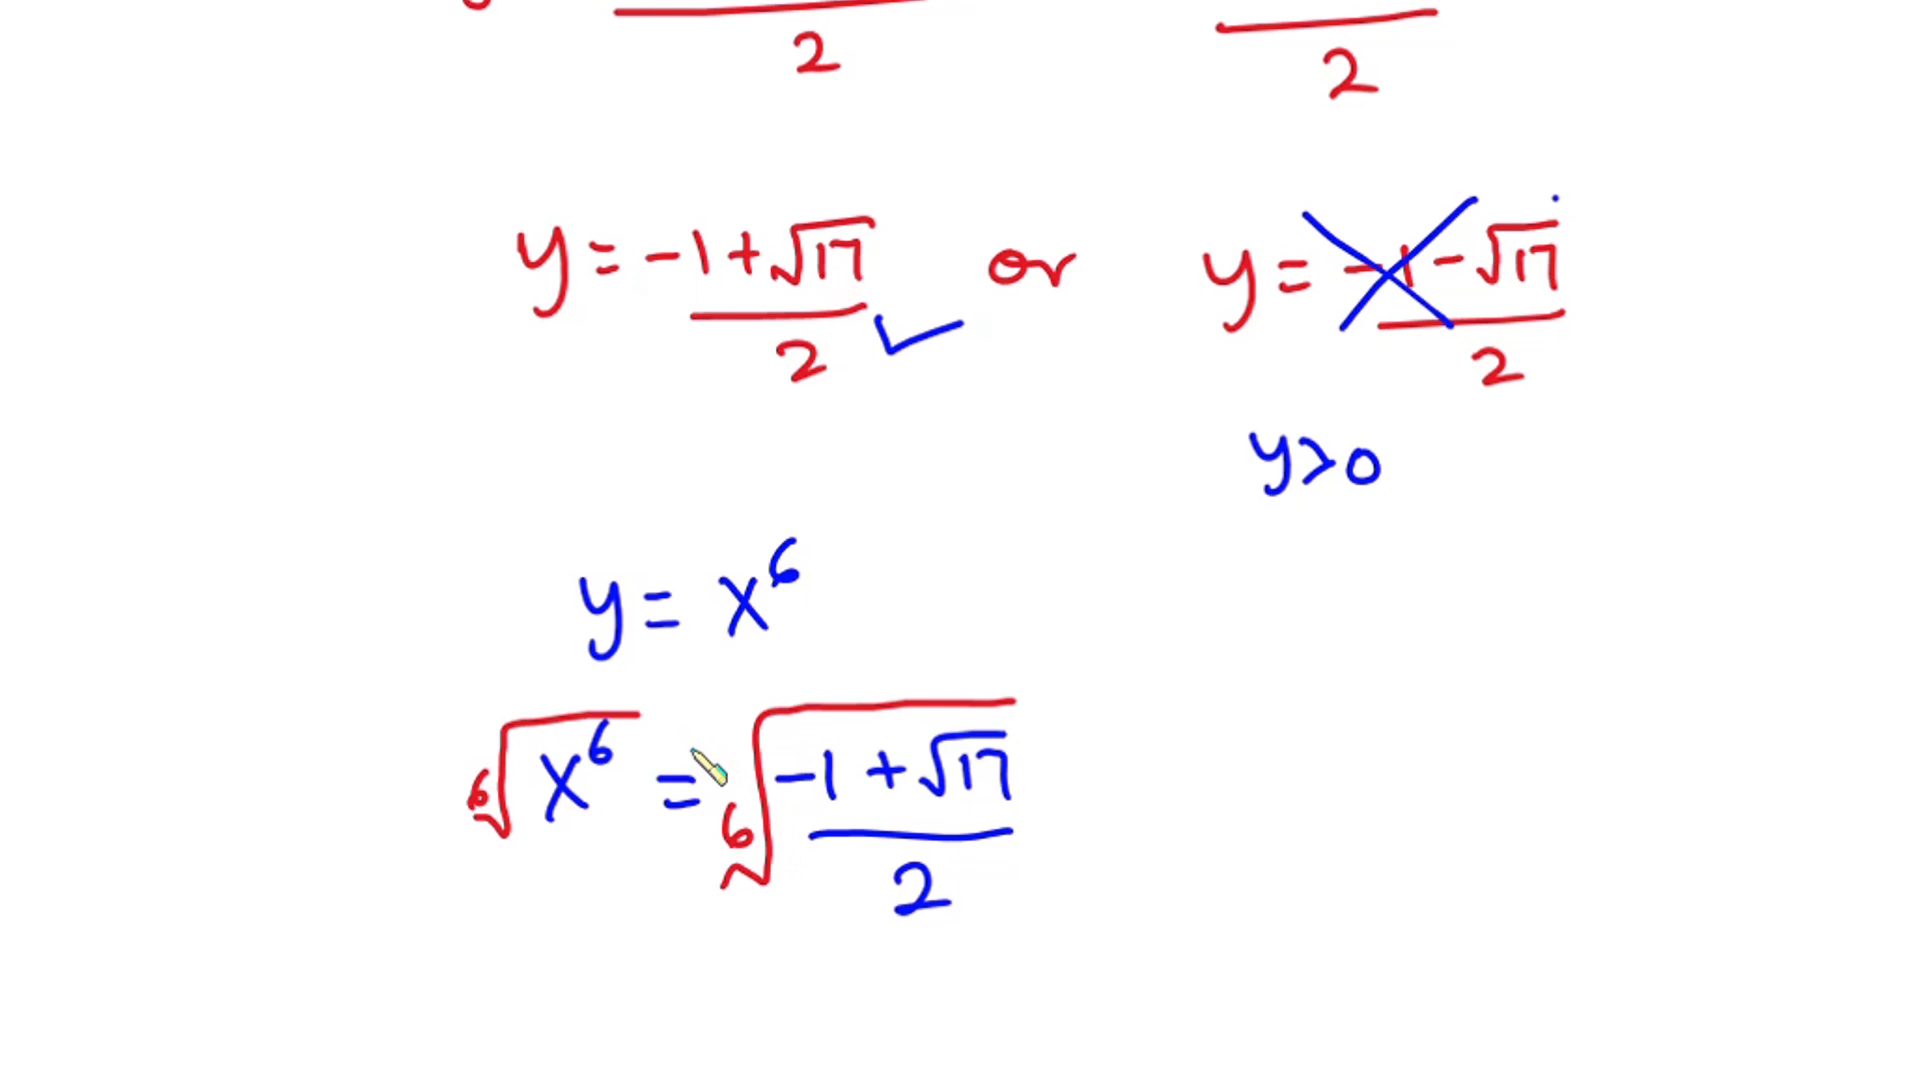 2 2
y = -1 + √17 or y = -1 - √17
2 2
y > 0
y = x⁶
⁶√x⁶ = ⁶√-1 + √17
2